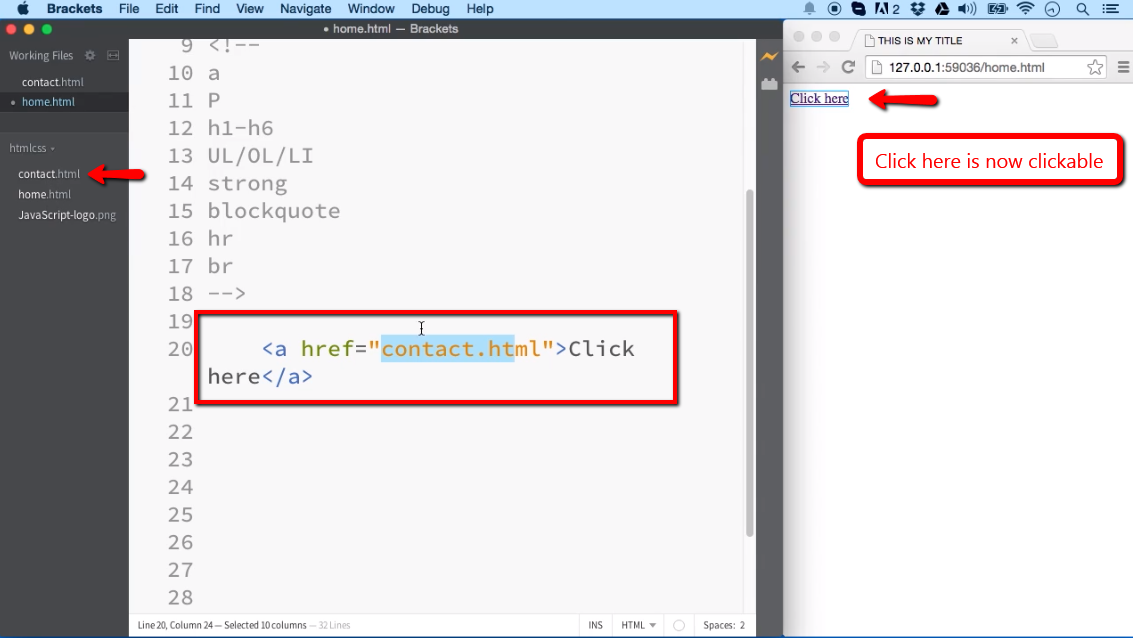 Brackets File Edit Find View Navigate Window Debug Help
2
home.html — Brackets
Working Files
contact.html
home.html
htmlcss
contact.html
home.html
JavaScript-logo.png
9 <!--
10 a
11 P
12 h1-h6
13 UL/OL/LI
14 strong
15 blockquote
16 hr
17 br
18 -->
19
20 <a href="contact.html">Click
here</a>
21
22
23
24
25
26
27
28
Line 20, Column 24 — Selected 10 columns — 32 Lines
INS HTML Spaces: 2
THIS IS MY TITLE
127.0.0.1:59036/home.html
Click here
Click here is now clickable